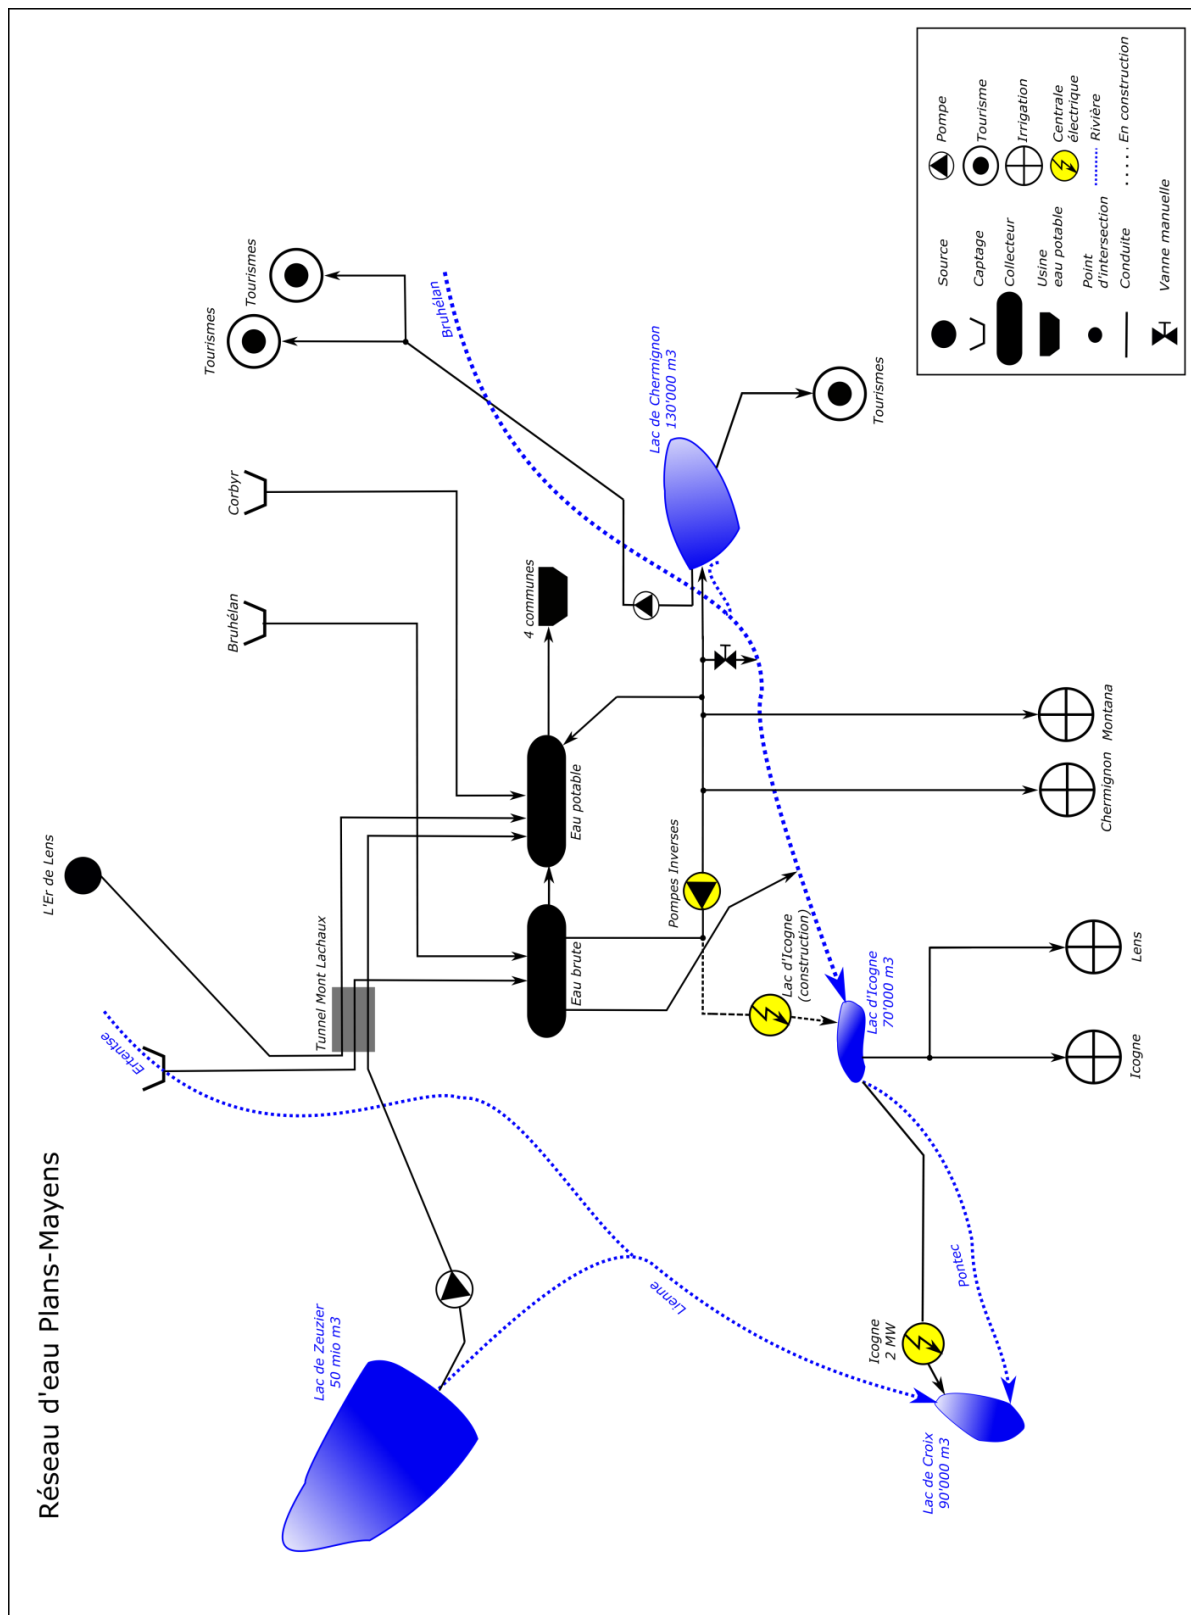 Réseau d'eau Plans-Mayens
Lac de Zeuzier
50 mio m3
Ertentse
L'Er de Lens
Tunnel Mont Lachaux
Bruhélan
Corbyr
Tourismes
Tourismes
Bruhélan
4 communes
Eau potable
Eau brute
Pompes Inverses
Lac de Chermignon
130'000 m3
Tourismes
Lienne
Lac d'Icogne
(construction)
Lac d'Icogne
70'000 m3
Pontec
Icogne
2 MW
Lac de Croix
90'000 m3
Icogne
Lens
Chermignon
Montana
Source
Captage
Collecteur
Usine
eau potable
Point
d'intersection
Conduite
Vanne manuelle
Pompe
Tourisme
Irrigation
Centrale
électrique
Rivière
En construction